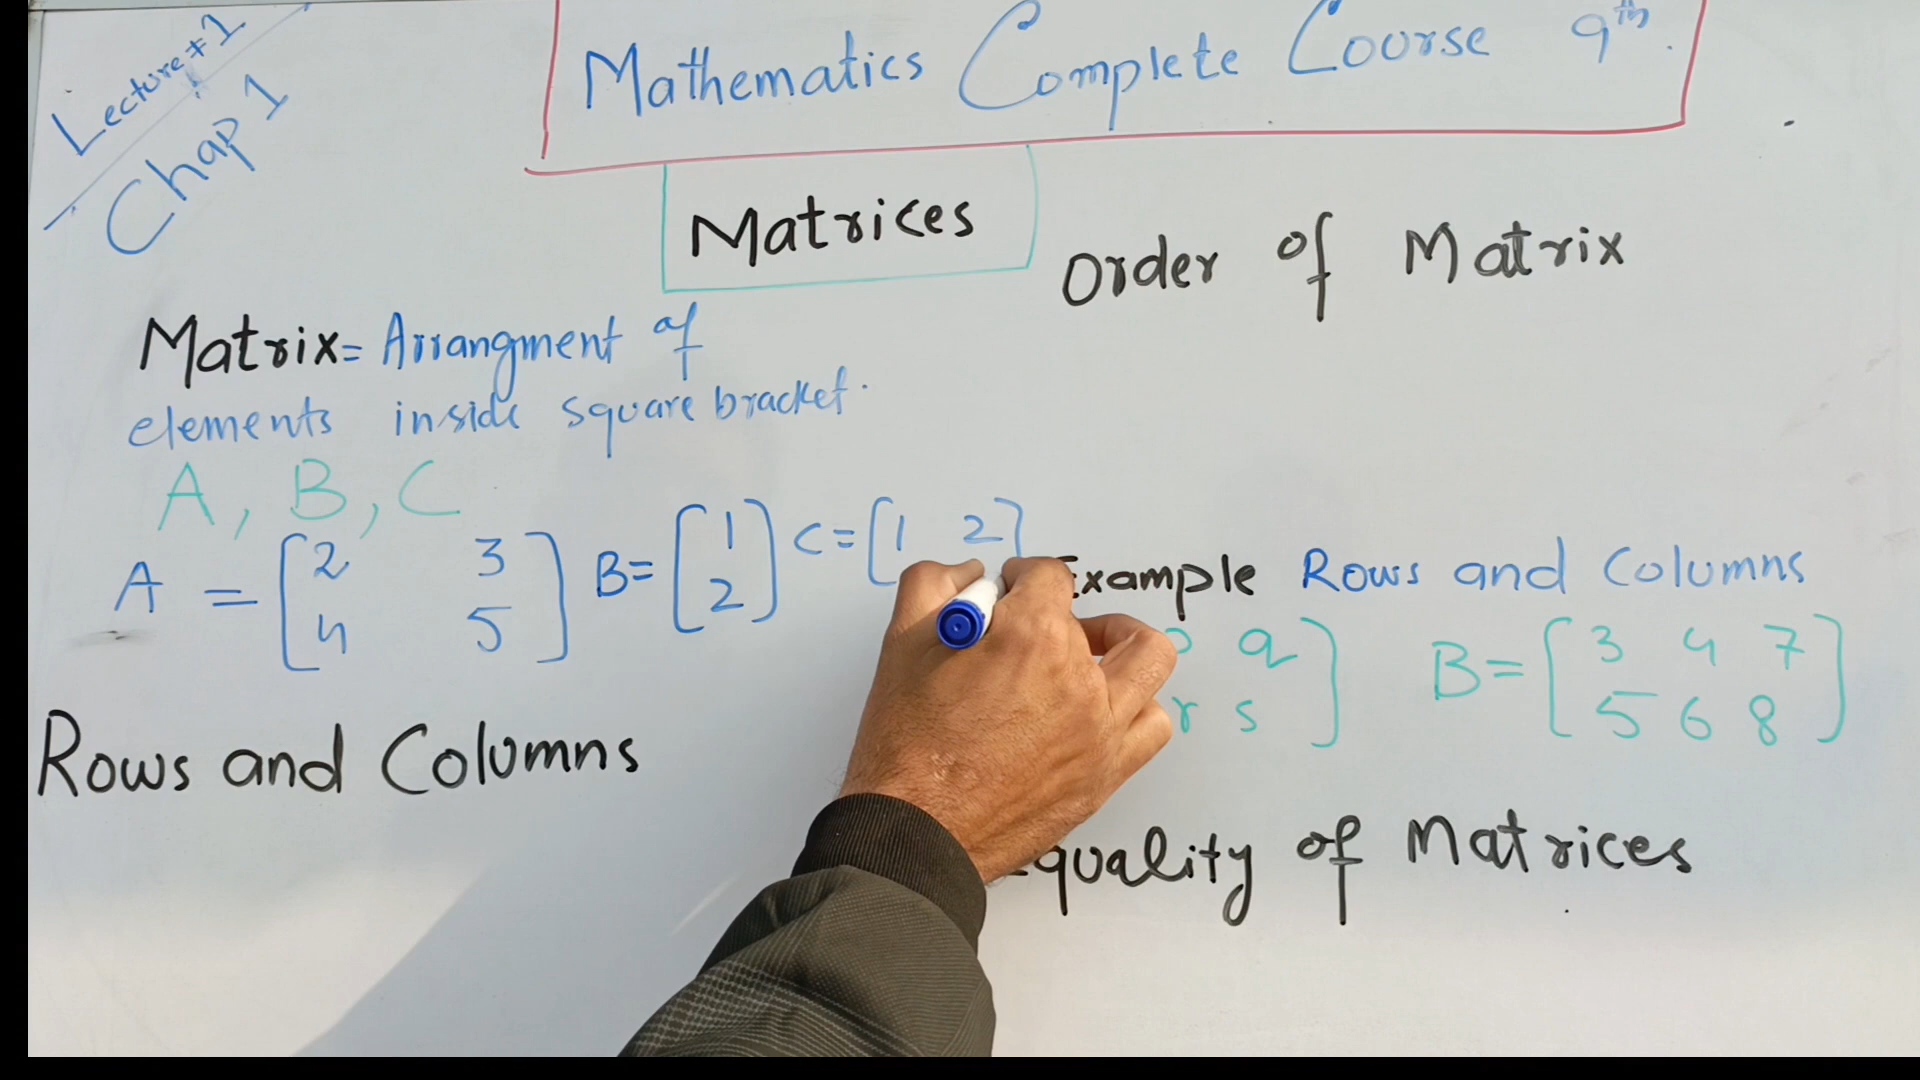 Lecture #1
Chap 1
Mathematics Complete Course 9th.
Matrices
Order of Matrix
Matrix = Arrangment of
elements inside square bracket.
A, B, C
A = [2 3
4 5]
B = [1
2]
C = [1 2]
Rows and Columns
Example Rows and Columns
q
r s]
B = [3 4 7
5 6 8]
Equality of Matrices